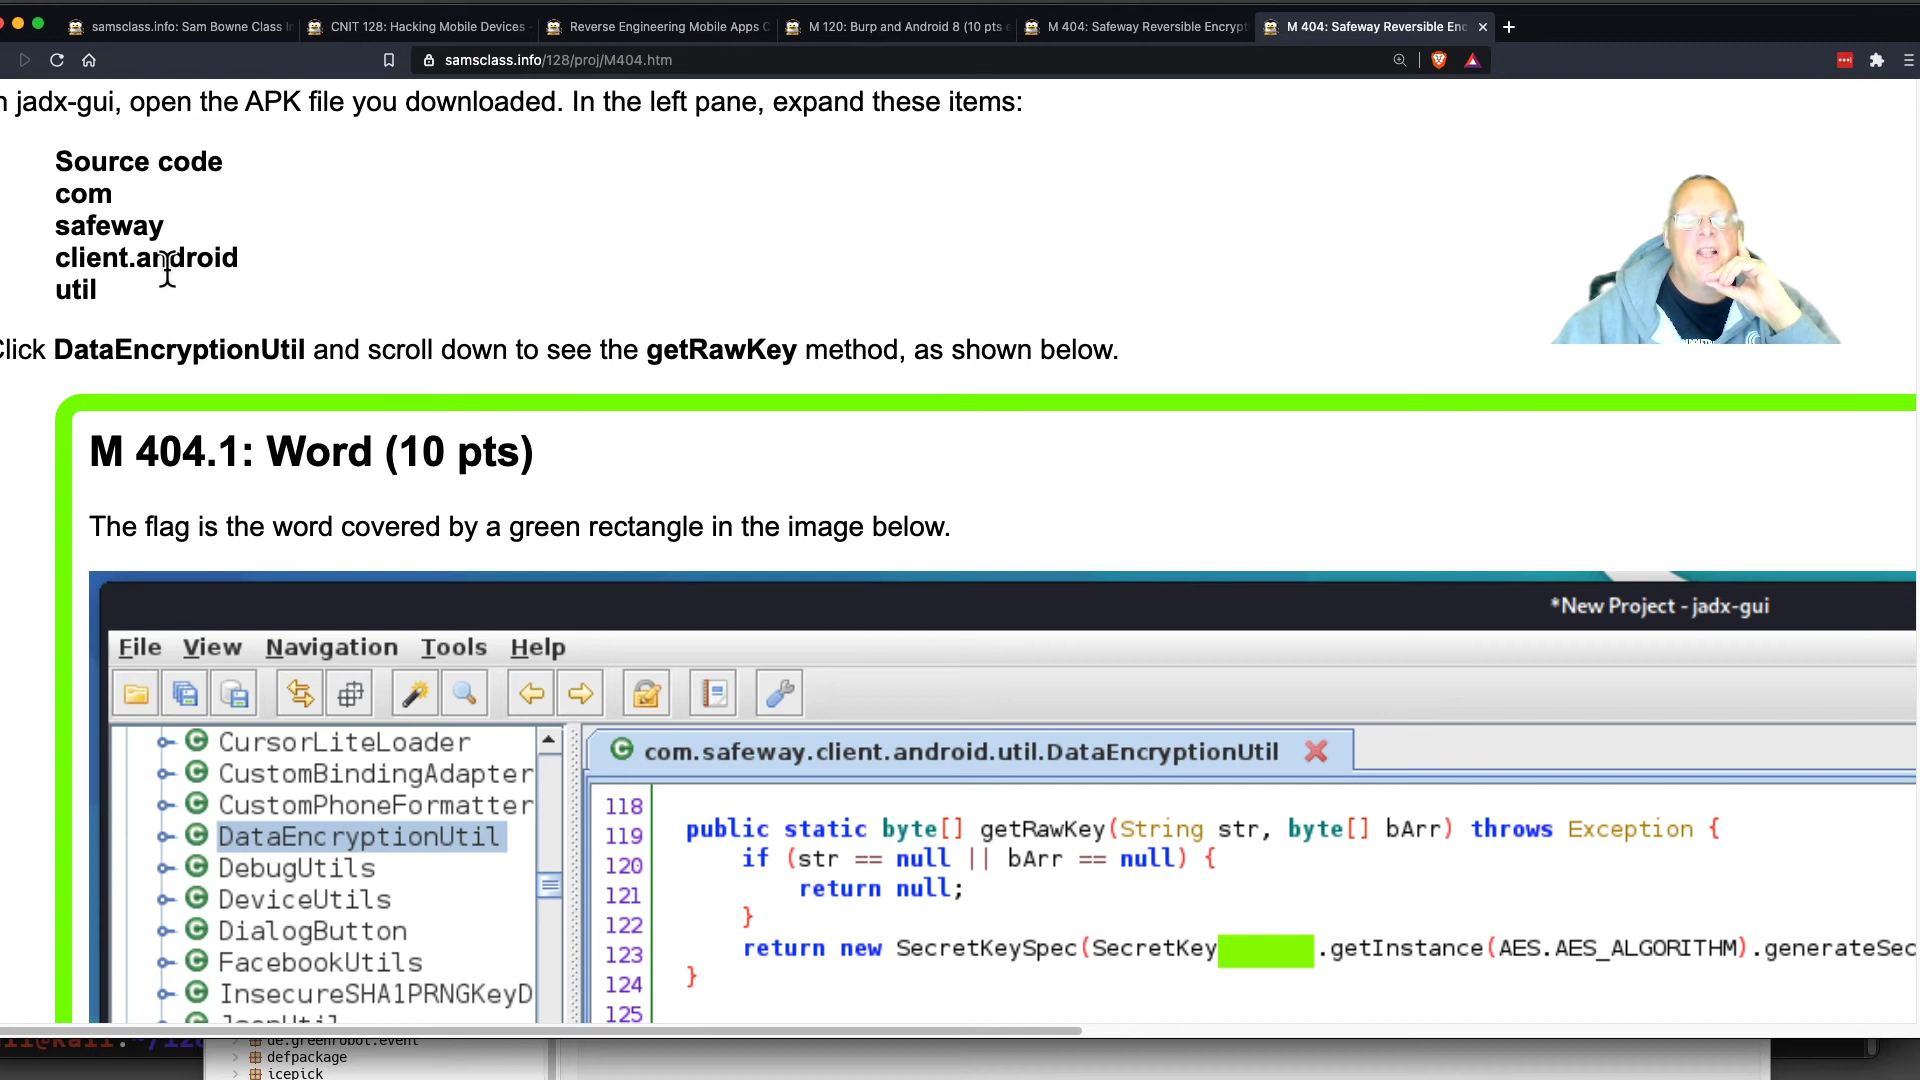 samsclass.info: Sam Bowne Class In
CNIT 128: Hacking Mobile Devices -
Reverse Engineering Mobile Apps C
M 120: Burp and Android 8 (10 pts e
M 404: Safeway Reversible Encrypt
M 404: Safeway Reversible Enc
samsclass.info/128/proj/M404.htm
n jadx-gui, open the APK file you downloaded. In the left pane, expand these items:
Source code
com
safeway
client.android
util
Click DataEncryptionUtil and scroll down to see the getRawKey method, as shown below.
M 404.1: Word (10 pts)
The flag is the word covered by a green rectangle in the image below.
*New Project - jadx-gui
File View Navigation Tools Help
CursorLiteLoader
CustomBindingAdapter
CustomPhoneFormatter
DataEncryptionUtil
DebugUtils
DeviceUtils
DialogButton
FacebookUtils
InsecureSHA1PRNGKeyD
com.safeway.client.android.util.DataEncryptionUtil
118
119 public static byte[] getRawKey(String str, byte[] bArr) throws Exception {
120 if (str == null || bArr == null) {
121 return null;
122 }
123 return new SecretKeySpec(SecretKey .getInstance(AES.AES_ALGORITHM).generateSec
124 }
125
de.greenrobot.event
defpackage
icepick